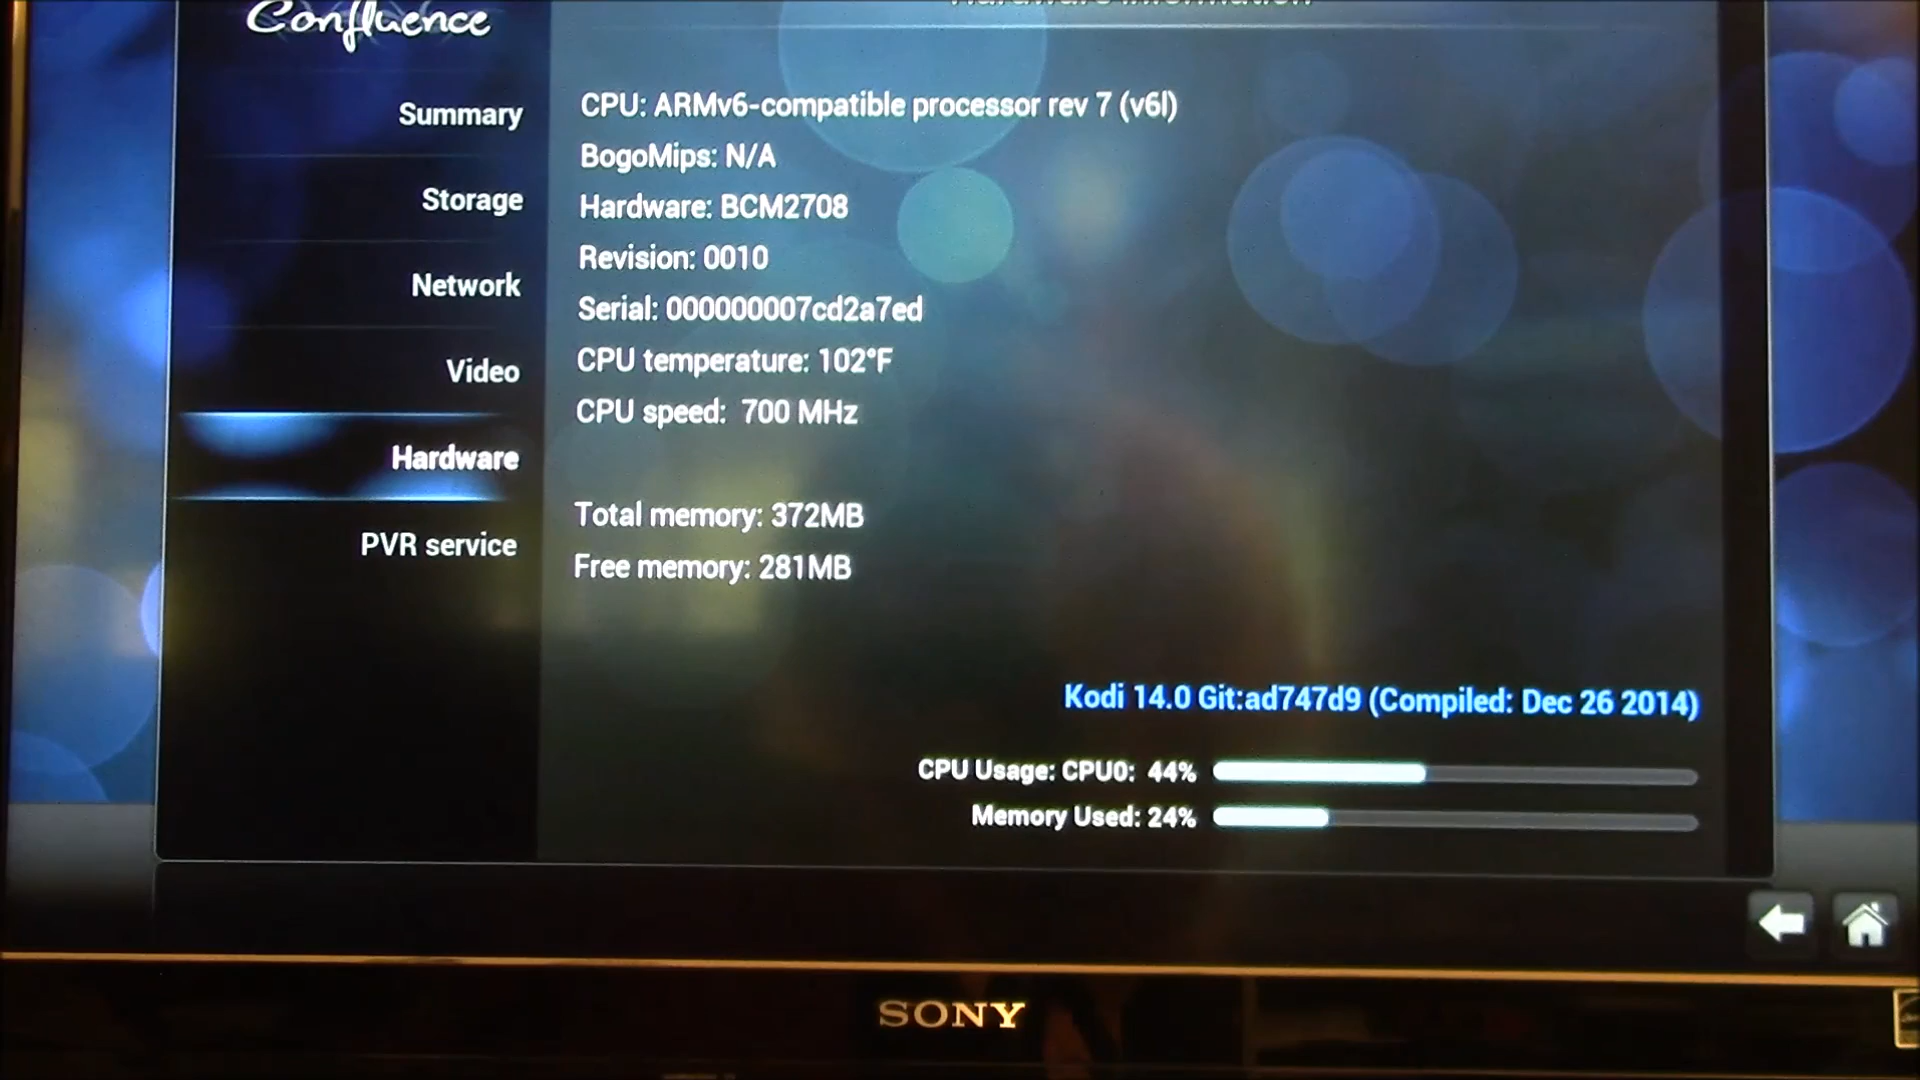 Confluence
Hardware information
Summary
Storage
Network
Video
Hardware
PVR service
CPU: ARMv6-compatible processor rev 7 (v6l)
BogoMips: N/A
Hardware: BCM2708
Revision: 0010
Serial: 000000007cd2a7ed
CPU temperature: 102°F
CPU speed: 700 MHz
Total memory: 372MB
Free memory: 281MB
Kodi 14.0 Git:ad747d9 (Compiled: Dec 26 2014)
CPU Usage: CPU0: 44%
Memory Used: 24%
SONY